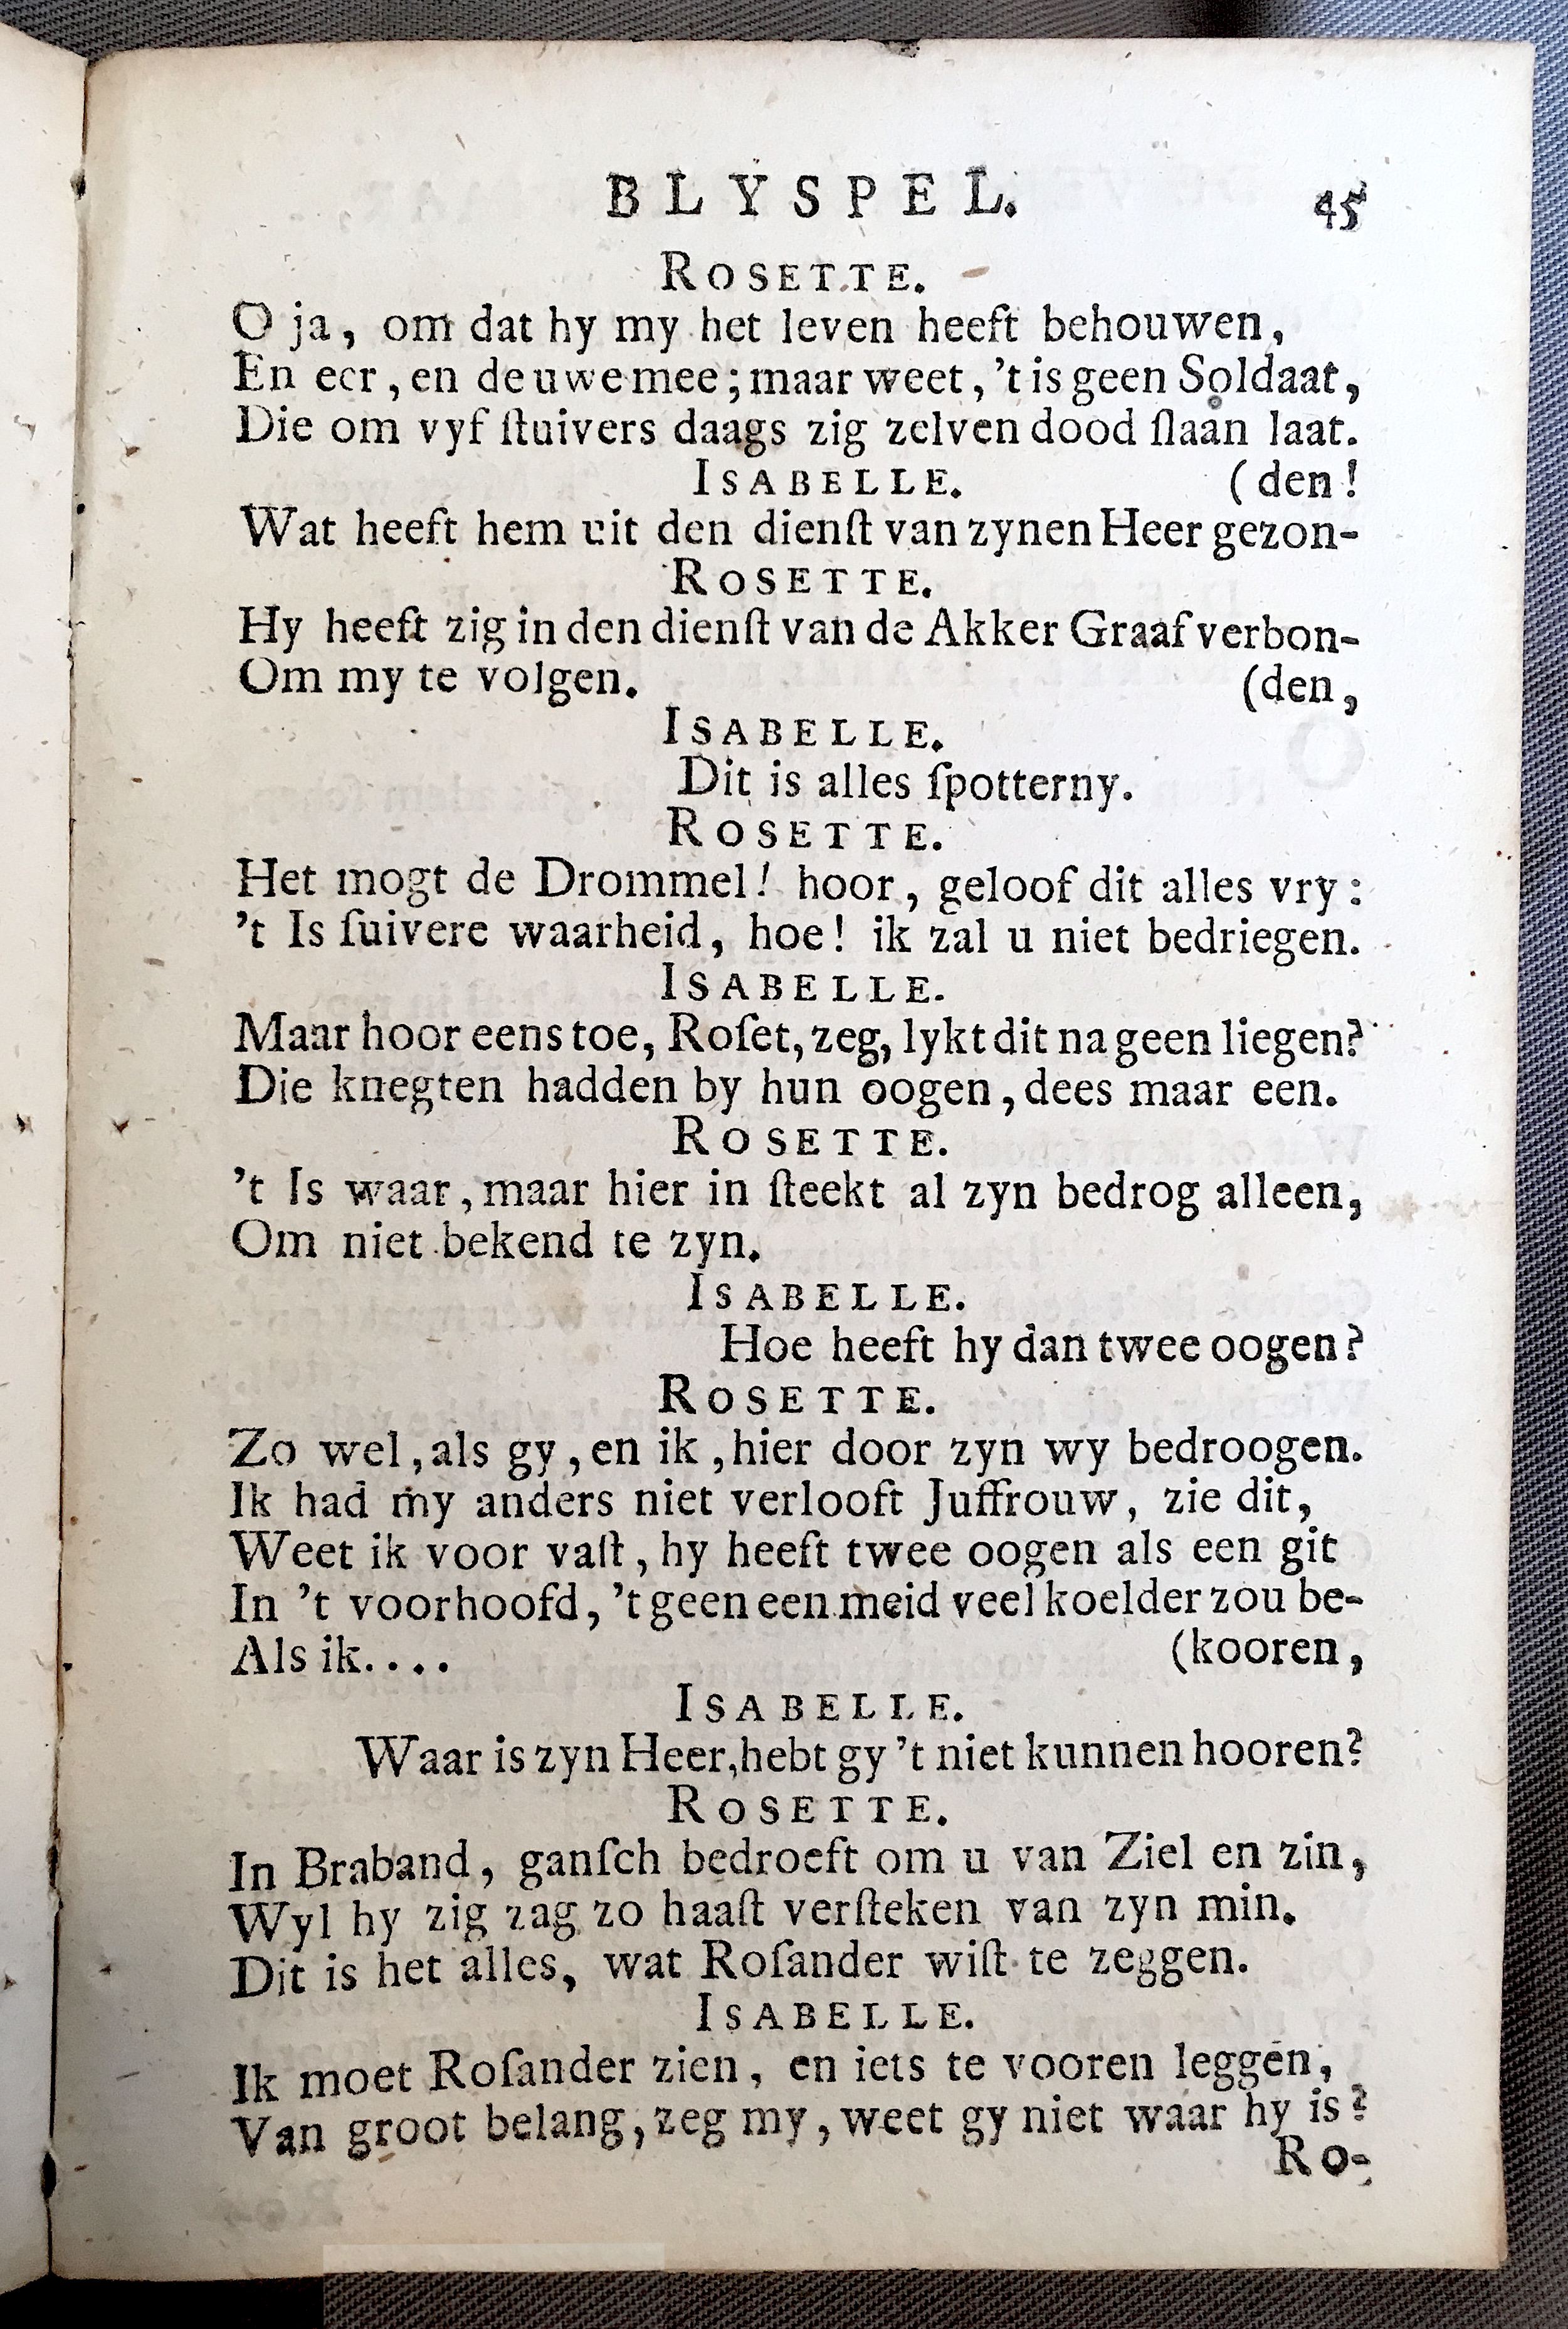 BLYSPEL. 45
ROSETTE.
O ja, om dat hy my het leven heeft behouwen,
En eer, en de uwe mee; maar weet, 't is geen Soldaat,
Die om vyf ſtuivers daags zig zelven dood ſlaan laat.
ISABELLE. (den!
Wat heeft hem uit den dienſt van zynen Heer gezon-
ROSETTE.
Hy heeft zig in den dienſt van de Akker Graaf verbon-
Om my te volgen. (den,
ISABELLE.
Dit is alles ſpotterny.
ROSETTE.
Het mogt de Drommel! hoor, geloof dit alles vry:
't Is ſuivere waarheid, hoe! ik zal u niet bedriegen.
ISABELLE.
Maar hoor eens toe, Roſet, zeg, lykt dit na geen liegen?
Die knegten hadden by hun oogen, dees maar een.
ROSETTE.
't Is waar, maar hier in ſteekt al zyn bedrog alleen,
Om niet bekend te zyn.
ISABELLE.
Hoe heeft hy dan twee oogen?
ROSETTE.
Zo wel, als gy, en ik, hier door zyn wy bedroogen.
Ik had my anders niet verlooft Juffrouw, zie dit,
Weet ik voor vaſt, hy heeft twee oogen als een git
In 't voorhoofd, 't geen een meid veel koelder zou be-
Als ik.... (kooren,
ISABELLE.
Waar is zyn Heer, hebt gy 't niet kunnen hooren?
ROSETTE.
In Braband, ganſch bedroeft om u van Ziel en zin,
Wyl hy zig zag zo haaſt verſteken van zyn min.
Dit is het alles, wat Roſander wiſt te zeggen.
ISABELLE.
Ik moet Roſander zien, en iets te vooren leggen,
Van groot belang, zeg my, weet gy niet waar hy is?
RO-